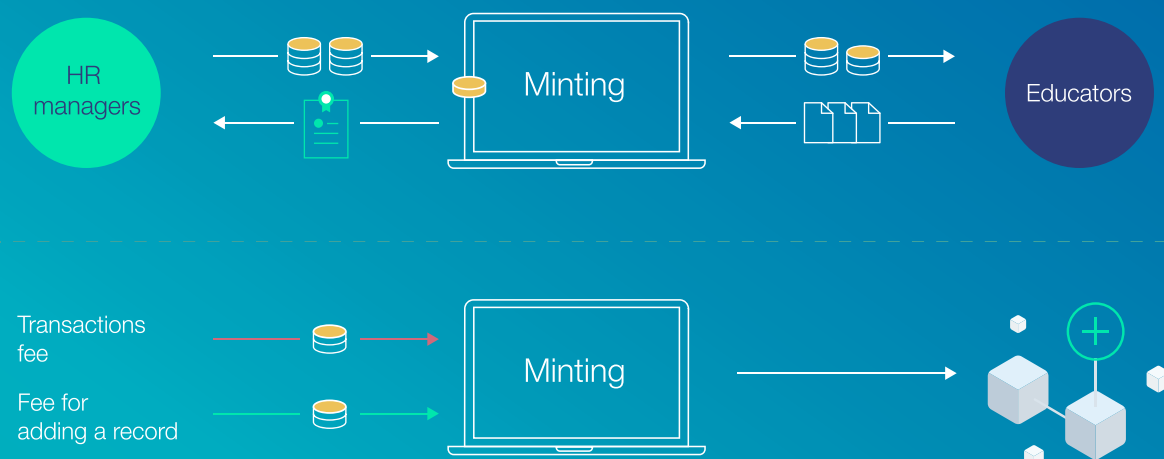 HR
managers
Minting
Educators
Transactions
fee
Fee for
adding a record
Minting